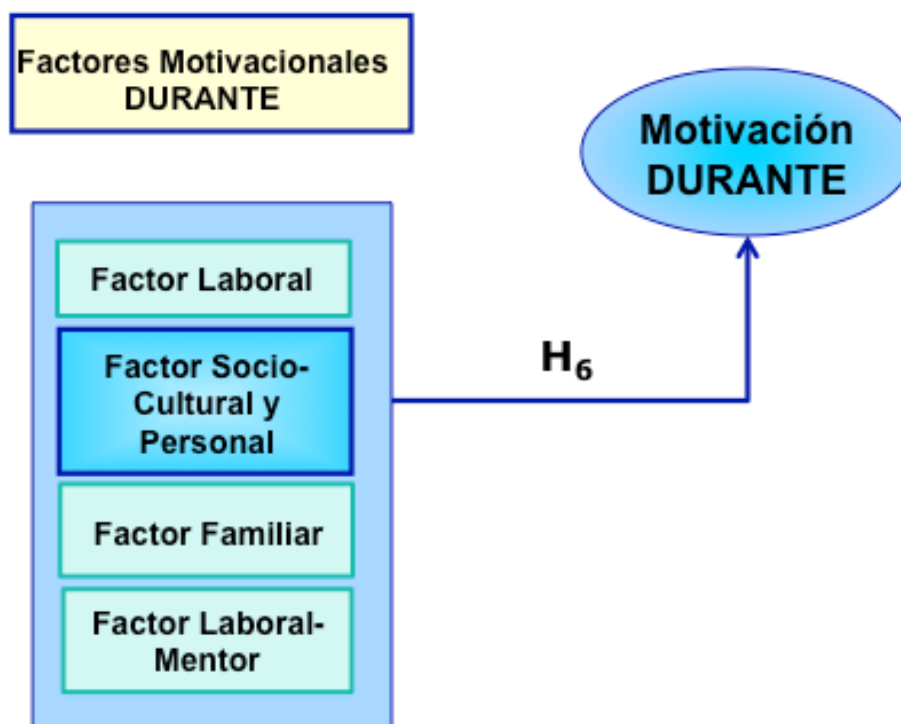 Factores Motivacionales
DURANTE
Motivación
DURANTE
Factor Laboral
Factor Socio-
Cultural y
Personal
H₆
Factor Familiar
Factor Laboral-
Mentor